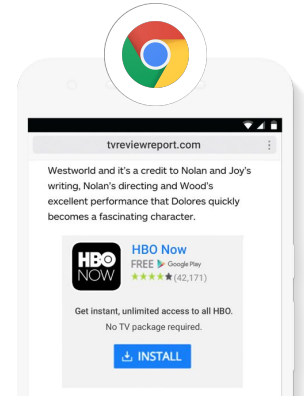 tvreviewreport.com
Westworld and it's a credit to Nolan and Joy's
writing, Nolan's directing and Wood's
excellent performance that Dolores quickly
becomes a fascinating character.
HBO
NOW
HBO Now
FREE Google Play
(42,171)
Get instant, unlimited access to all HBO.
No TV package required.
INSTALL